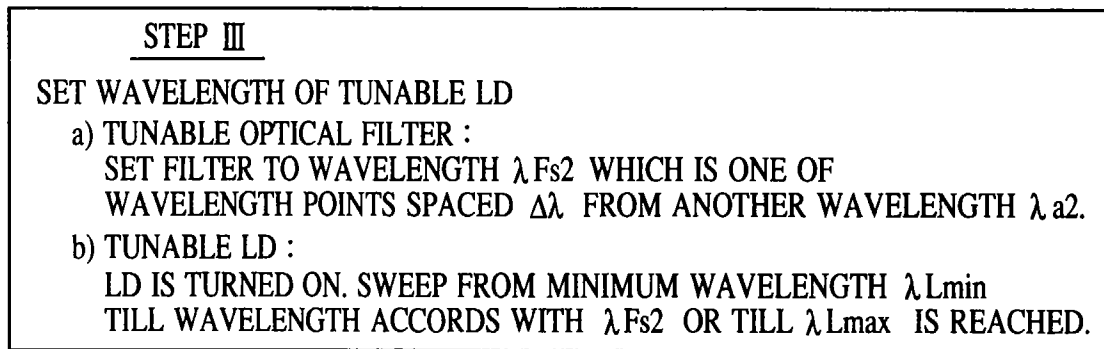 STEP Ⅲ
SET WAVELENGTH OF TUNABLE LD
a) TUNABLE OPTICAL FILTER :
SET FILTER TO WAVELENGTH λFs2 WHICH IS ONE OF
WAVELENGTH POINTS SPACED Δλ FROM ANOTHER WAVELENGTH λa2.
b) TUNABLE LD :
LD IS TURNED ON. SWEEP FROM MINIMUM WAVELENGTH λLmin
TILL WAVELENGTH ACCORDS WITH λFs2 OR TILL λLmax IS REACHED.